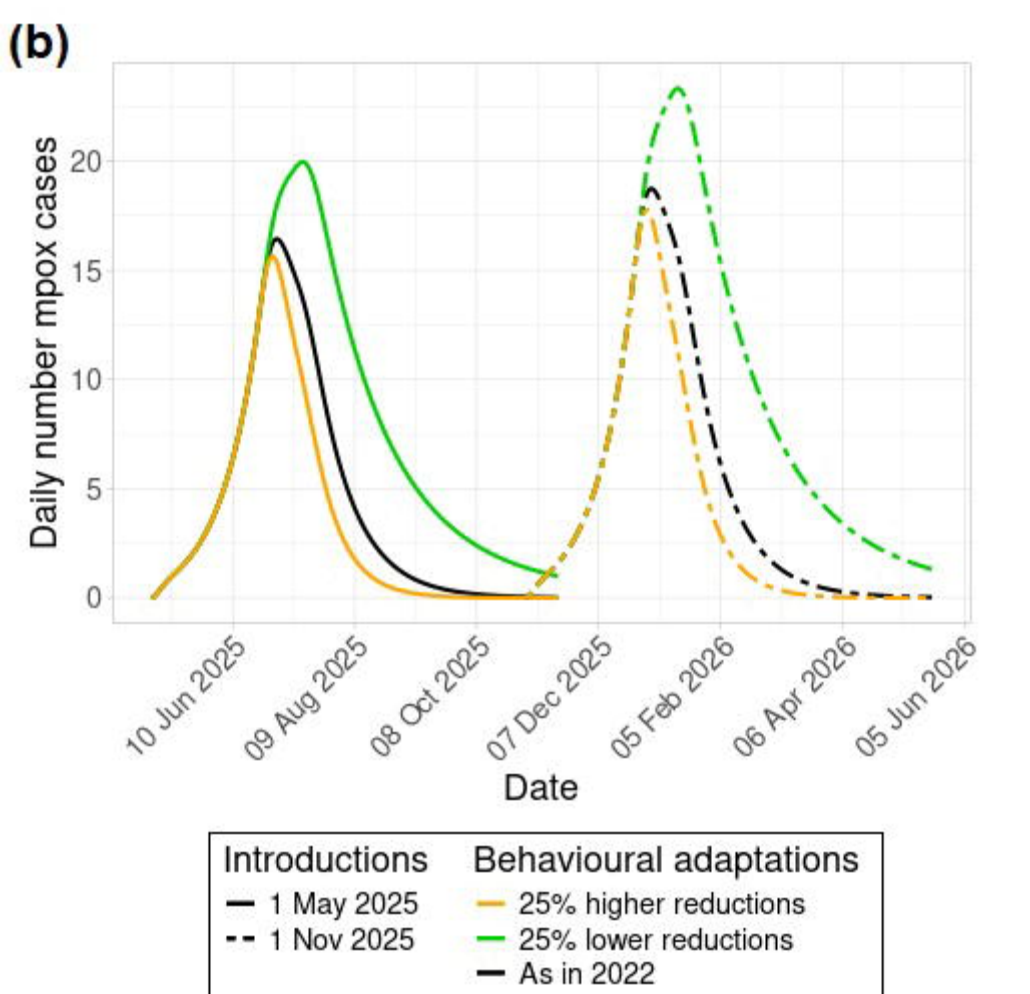 (b)
Daily number mpox cases
20
15
10
5
0
10 Jun 2025
09 Aug 2025
08 Oct 2025
07 Dec 2025
05 Feb 2026
06 Apr 2026
05 Jun 2026
Date
Introductions
1 May 2025
1 Nov 2025
Behavioural adaptations
25% higher reductions
25% lower reductions
As in 2022